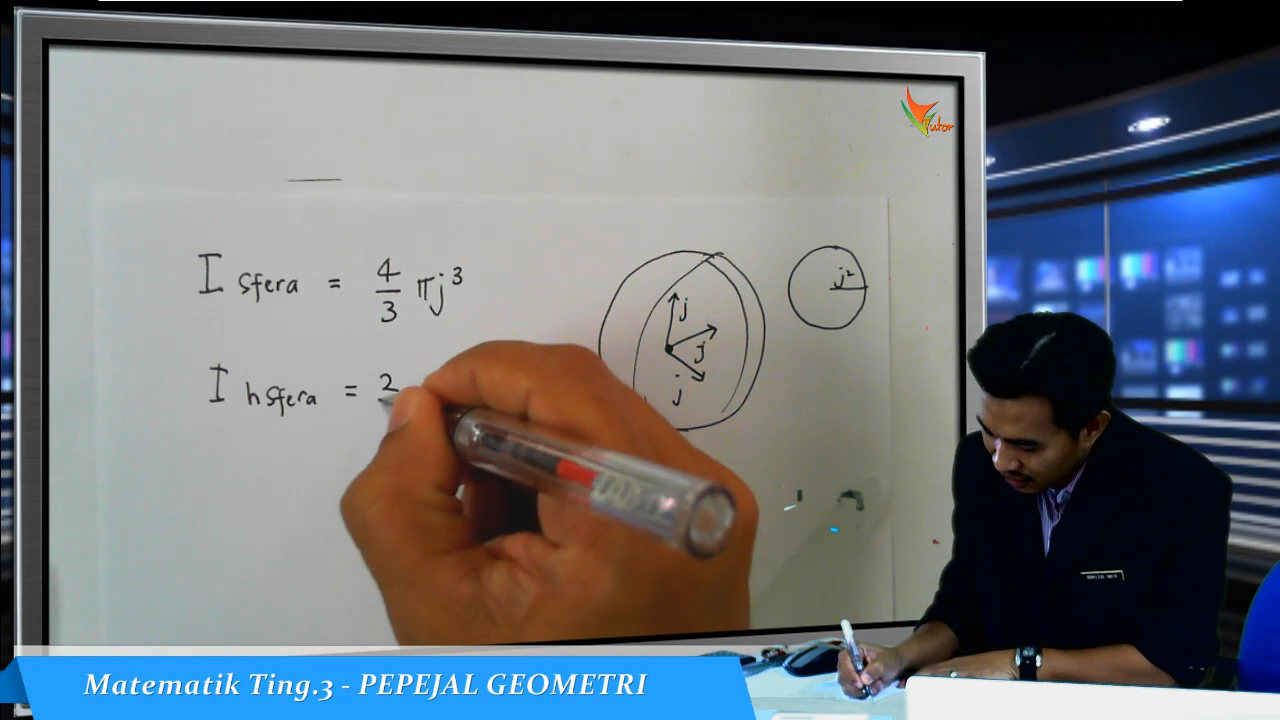 Tutor
I sfera = 4/3 πj³
j²
j
j
j
I hsfera = 2
Matematik Ting.3 - PEPEJAL GEOMETRI